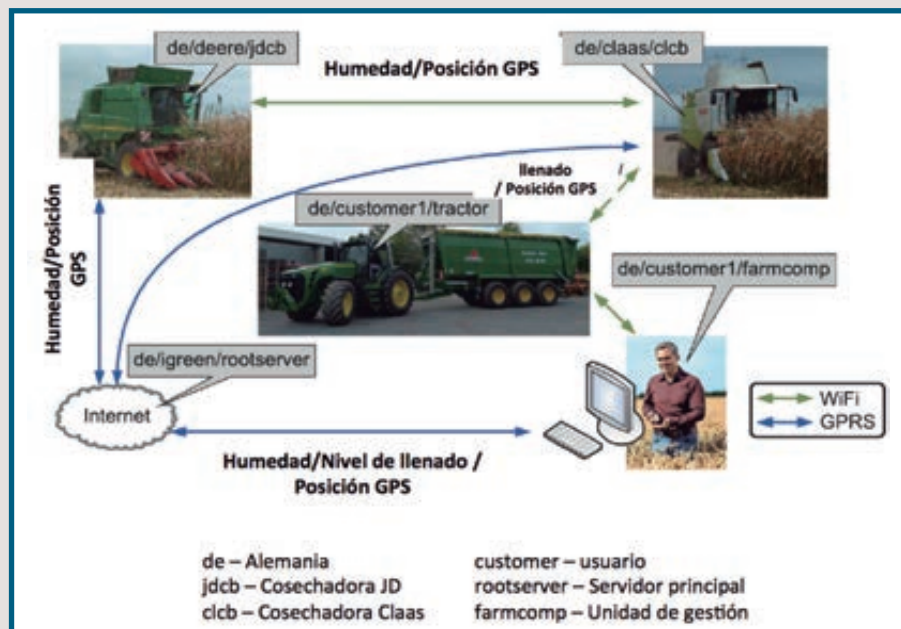 de/deere/jdcb
de/claas/clcb
Humedad/Posición GPS
llenado /
/ Posición GPS
de/customer1/tractor
Humedad/Posición
GPS
de/customer1/farmcomp
de/igreen/rootserver
Internet
WiFi
GPRS
Humedad/Nivel de llenado /
Posición GPS
de – Alemania
customer – usuario
jdcb – Cosechadora JD
rootserver – Servidor principal
clcb – Cosechadora Claas
farmcomp – Unidad de gestión